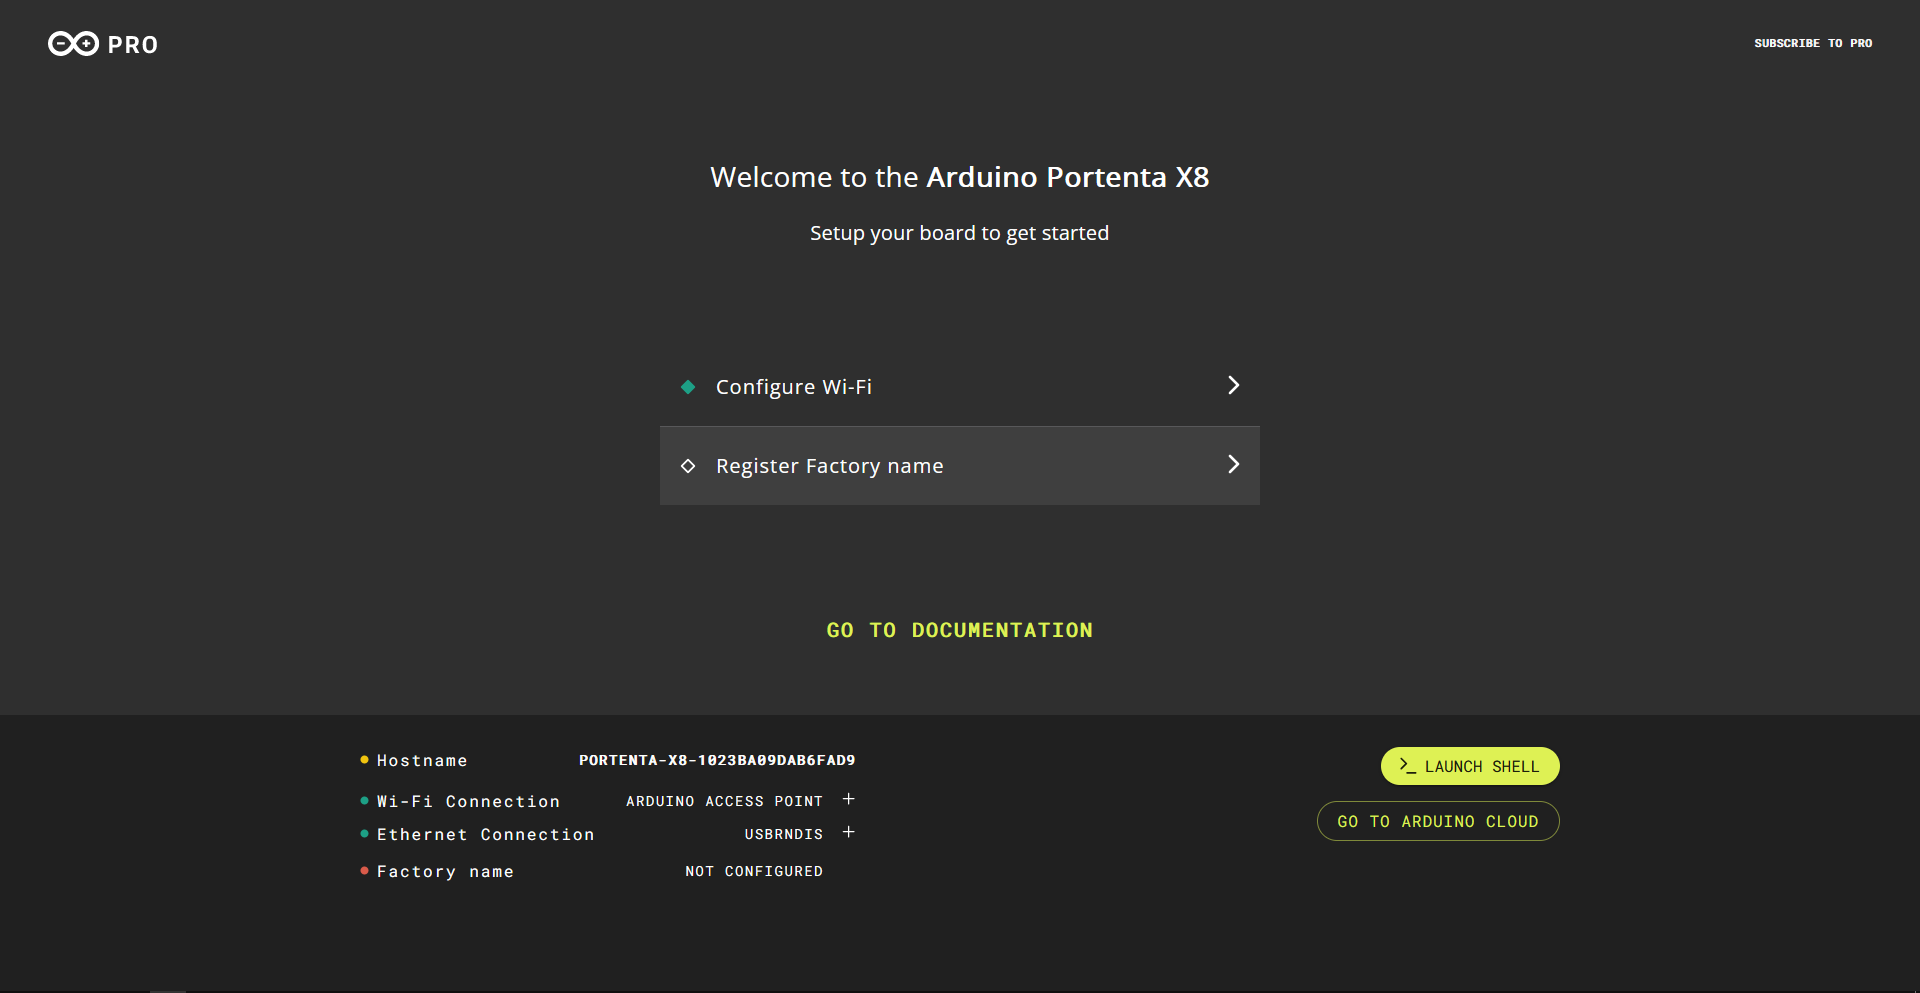 PRO
SUBSCRIBE TO PRO
Welcome to the Arduino Portenta X8
Setup your board to get started
Configure Wi-Fi
Register Factory name
GO TO DOCUMENTATION
Hostname PORTENTA-X8-1023BA09DAB6FAD9
Wi-Fi Connection ARDUINO ACCESS POINT +
Ethernet Connection USBRNDIS +
Factory name NOT CONFIGURED
>_ LAUNCH SHELL
GO TO ARDUINO CLOUD